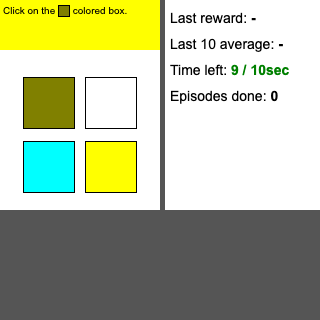 Click on the colored box.
Last reward: -
Last 10 average: -
Time left: 9 / 10sec
Episodes done: 0